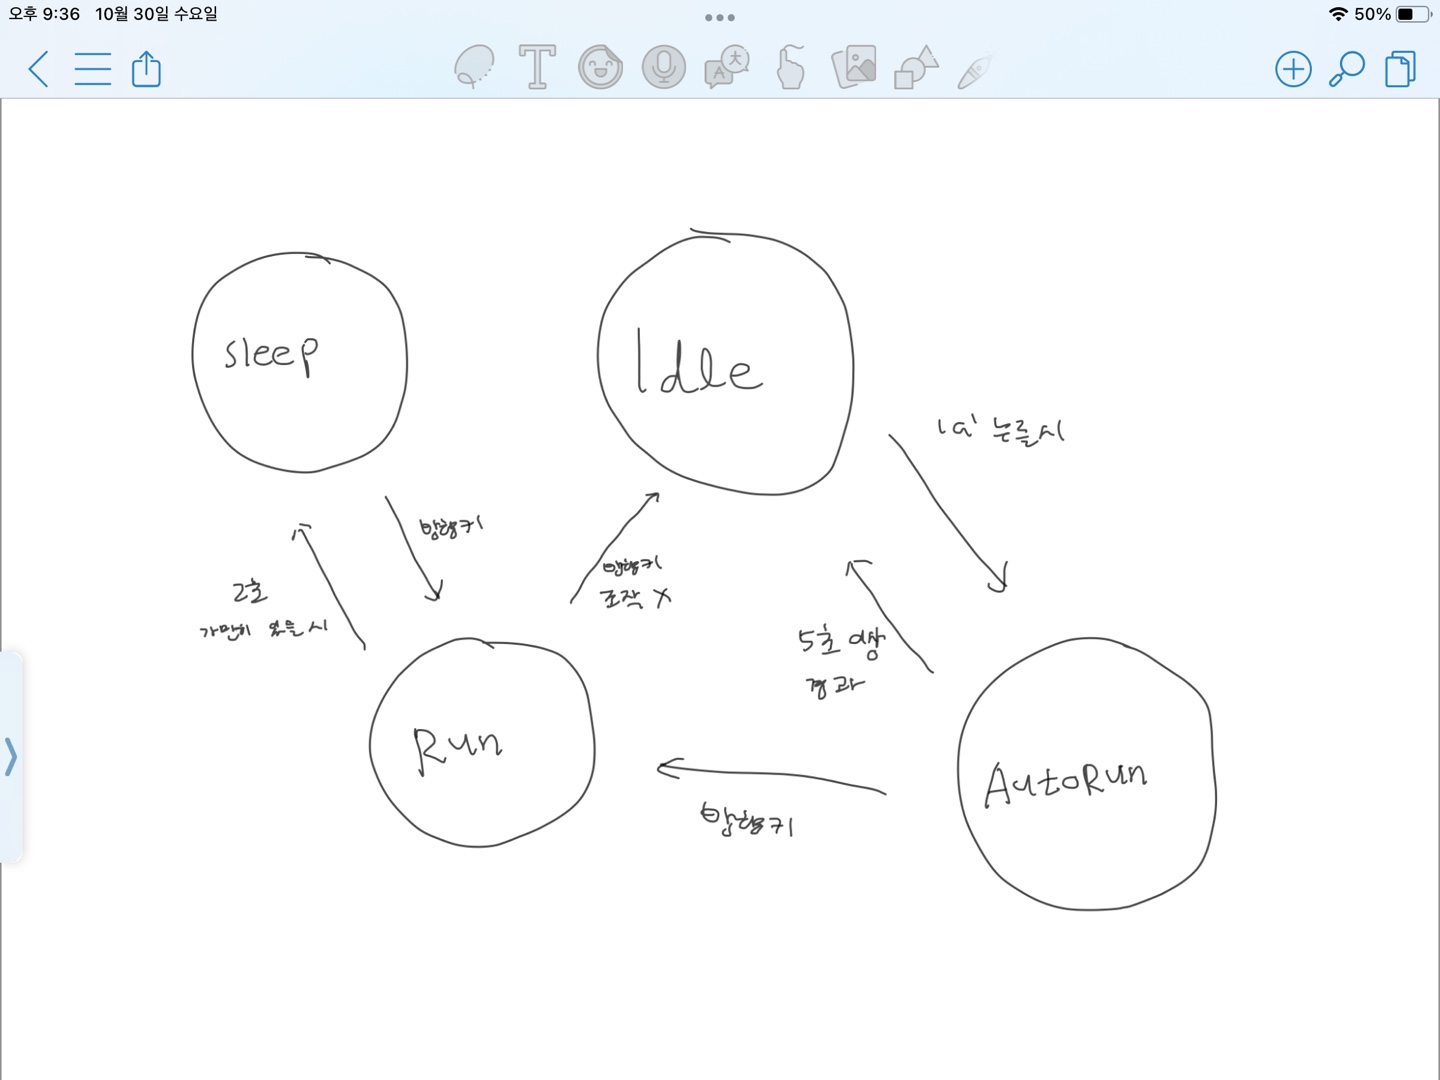 오후 9:36 10월 30일 수요일
50%
sleep
Idle
'a' 누를시
방향키
방향키
조작 X
2초
가만히 있을 시
5초 이상
경과
Run
AutoRun
방향키